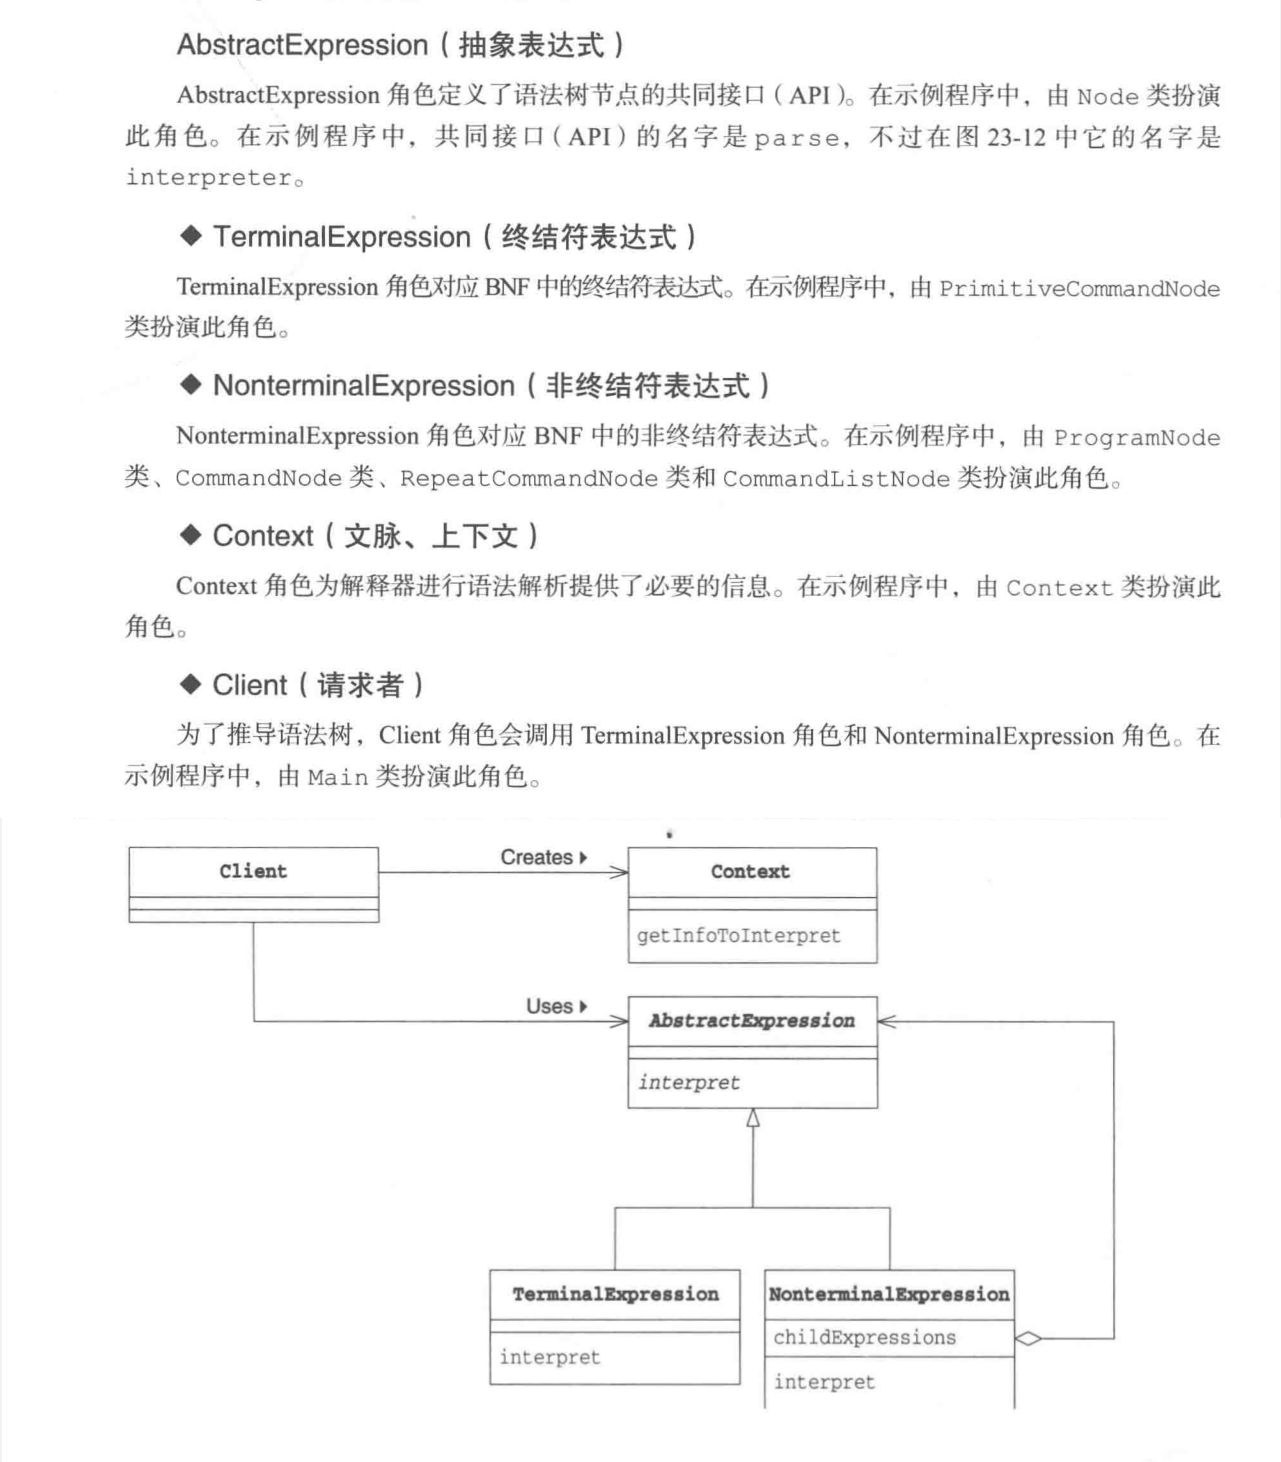 AbstractExpression（抽象表达式）
AbstractExpression 角色定义了语法树节点的共同接口（API）。在示例程序中，由 Node 类扮演
此角色。在示例程序中，共同接口（API）的名字是 parse，不过在图 23-12 中它的名字是
interpreter。
◆ TerminalExpression（终结符表达式）
TerminalExpression 角色对应 BNF 中的终结符表达式。在示例程序中，由 PrimitiveCommandNode
类扮演此角色。
◆ NonterminalExpression（非终结符表达式）
NonterminalExpression 角色对应 BNF 中的非终结符表达式。在示例程序中，由 ProgramNode
类、CommandNode 类、RepeatCommandNode 类和 CommandListNode 类扮演此角色。
◆ Context（文脉、上下文）
Context 角色为解释器进行语法解析提供了必要的信息。在示例程序中，由 Context 类扮演此
角色。
◆ Client（请求者）
为了推导语法树，Client 角色会调用 TerminalExpression 角色和 NonterminalExpression 角色。在
示例程序中，由 Main 类扮演此角色。
Client
Creates
Context
getInfoToInterpret
Uses
AbstractExpression
interpret
TerminalExpression
interpret
NonterminalExpression
childExpressions
interpret